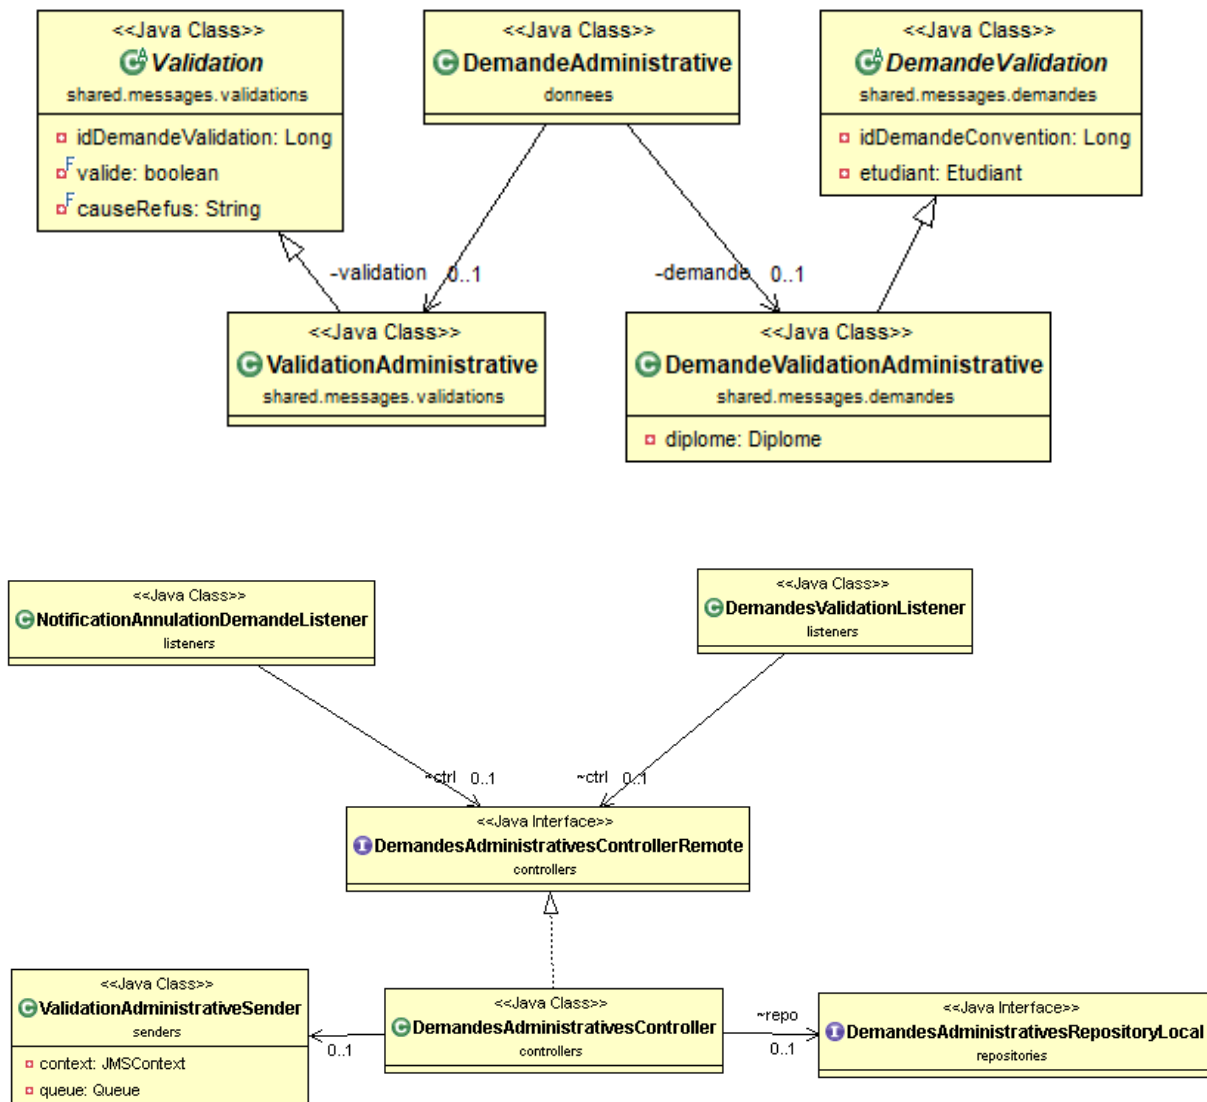 <<Java Class>>
Validation
shared.messages.validations
idDemandeValidation: Long
valide: boolean
causeRefus: String
<<Java Class>>
DemandeAdministrative
donnees
<<Java Class>>
DemandeValidation
shared.messages.demandes
idDemandeConvention: Long
etudiant: Etudiant
-validation 0..1
-demande 0..1
<<Java Class>>
ValidationAdministrative
shared.messages.validations
<<Java Class>>
DemandeValidationAdministrative
shared.messages.demandes
diplome: Diplome
<<Java Class>>
NotificationAnnulationDemandeListener
listeners
<<Java Class>>
DemandesValidationListener
listeners
~ctrl 0..1
~ctrl 0..1
<<Java Interface>>
DemandesAdministrativesControllerRemote
controllers
<<Java Class>>
ValidationAdministrativeSender
senders
context: JMSContext
queue: Queue
0..1
<<Java Class>>
DemandesAdministrativesController
controllers
~repo
0..1
<<Java Interface>>
DemandesAdministrativesRepositoryLocal
repositories